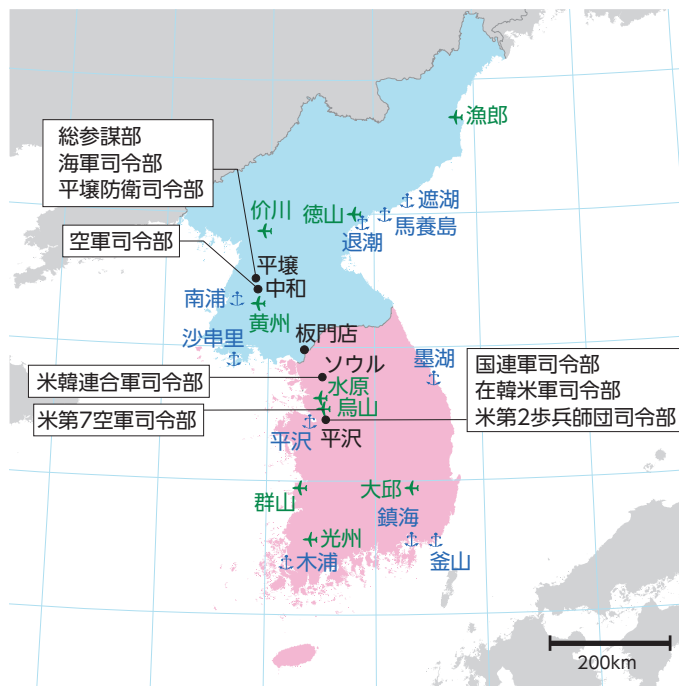 漁郎
総参謀部
海軍司令部
平壌防衛司令部
遮湖
馬養島
徳山
退潮
价川
空軍司令部
平壌
中和
南浦
黄州
板門店
沙串里
墨湖
ソウル
米韓連合軍司令部
水原
国連軍司令部
在韓米軍司令部
米第2歩兵師団司令部
米第7空軍司令部
烏山
平沢
平沢
群山
大邱
鎮海
光州
釜山
木浦
200km